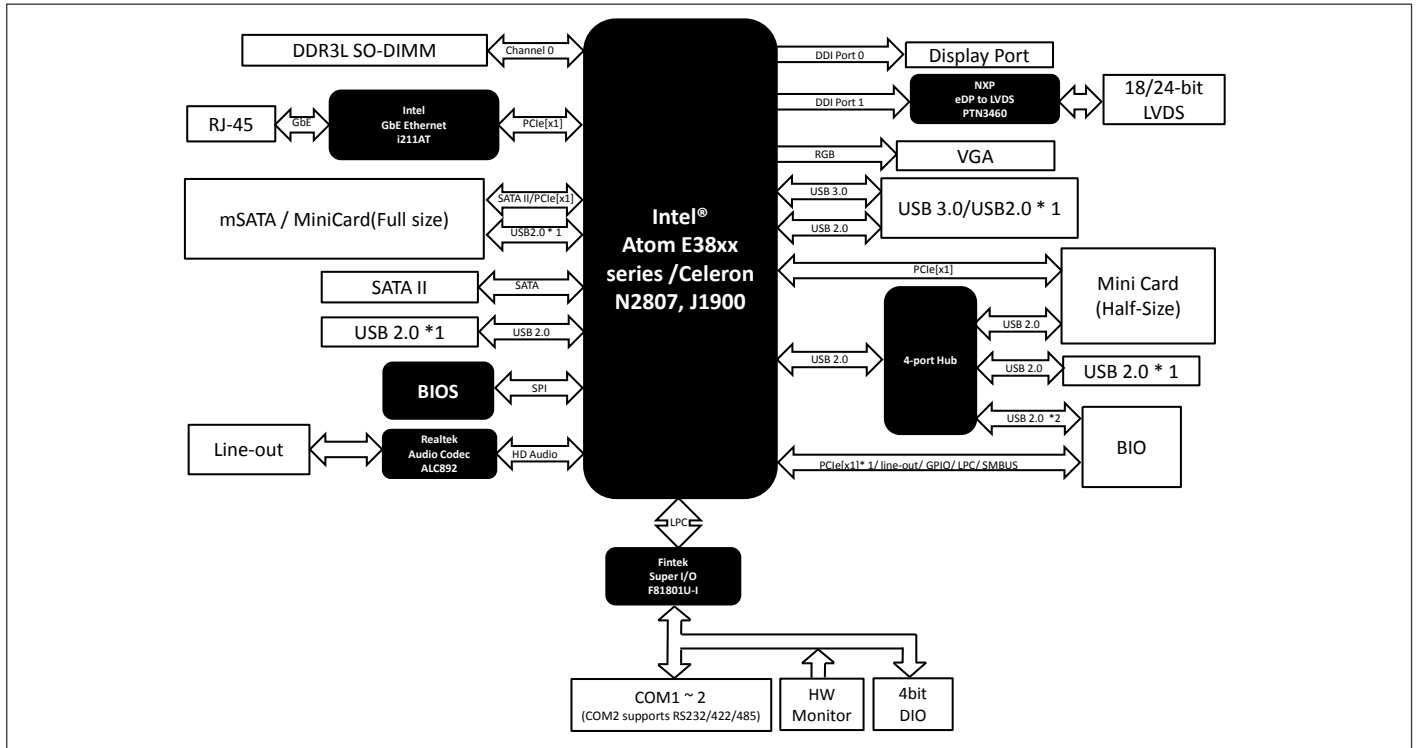 DDR3L SO-DIMM
Channel 0
RJ-45
GbE
Intel
GbE Ethernet
i211AT
PCIe[x1]
mSATA / MiniCard(Full size)
SATA II/PCIe[x1]
USB2.0 * 1
SATA II
SATA
USB 2.0 *1
USB 2.0
BIOS
SPI
Line-out
Realtek
Audio Codec
ALC892
HD Audio
Intel®
Atom E38xx
series /Celeron
N2807, J1900
DDI Port 0
Display Port
DDI Port 1
NXP
eDP to LVDS
PTN3460
18/24-bit
LVDS
RGB
VGA
USB 3.0
USB 2.0
USB 3.0/USB2.0 * 1
PCIe[x1]
Mini Card
(Half-Size)
USB 2.0
4-port Hub
USB 2.0
USB 2.0
USB 2.0 * 1
USB 2.0 *2
BIO
PCIe[x1]* 1/ line-out/ GPIO/ LPC/ SMBUS
LPC
Fintek
Super I/O
F81801U-I
COM1 ~ 2
(COM2 supports RS232/422/485)
HW
Monitor
4bit
DIO